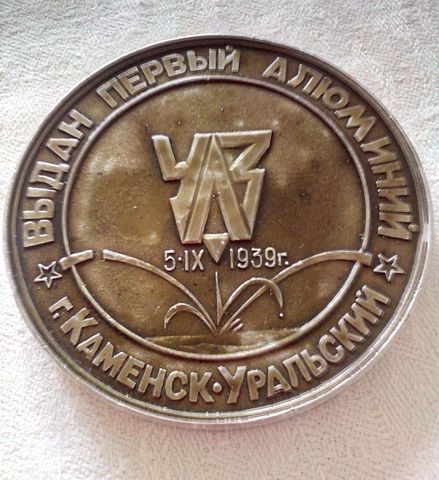 ВЫДАН ПЕРВЫЙ АЛЮМИНИЙ
УАЗ
5·IX 1939г.
г. КАМЕНСК·УРАЛЬСКИЙ